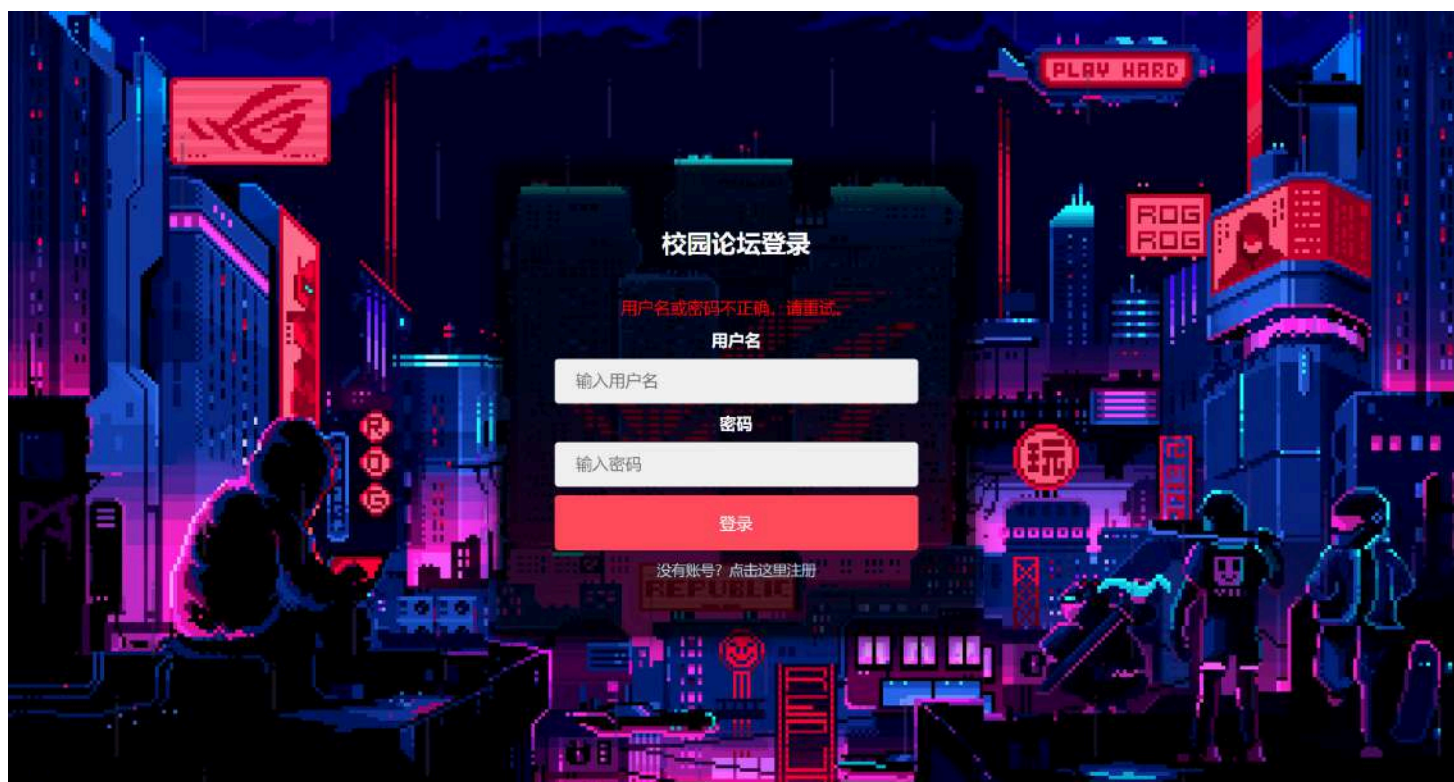 PLAY HARD
ROG
ROG
校园论坛登录
用户名或密码不正确，请重试。
用户名
输入用户名
密码
输入密码
R
O
G
玩
登录
没有账号？点击这里注册
REPUBLIC